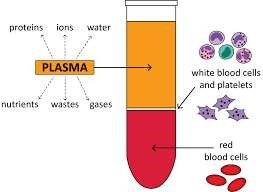 proteins ions water
PLASMA
nutrients wastes gases
white blood cells
and platelets
red
blood cells